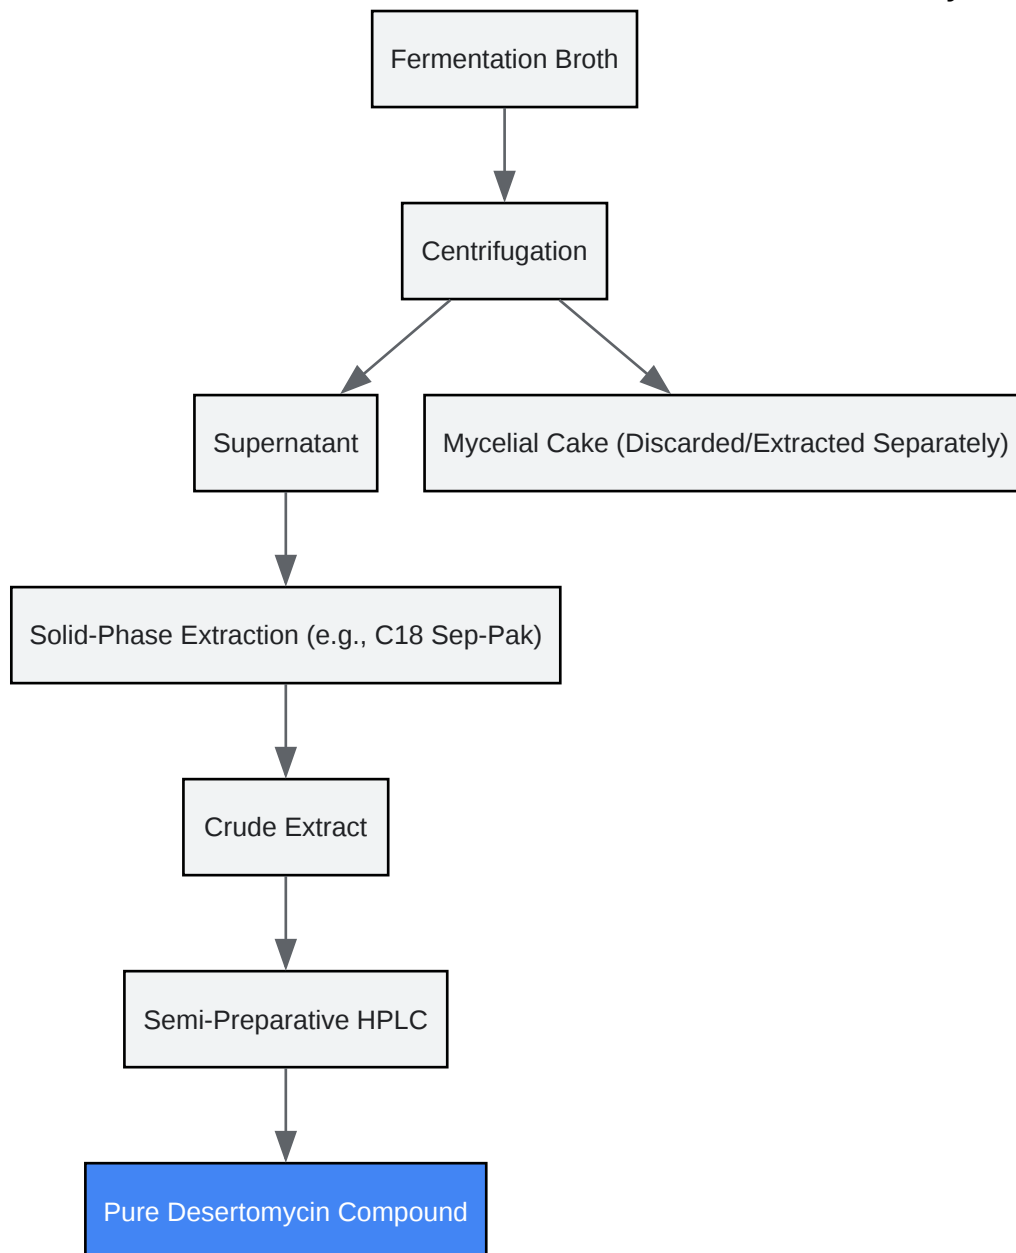 Fermentation Broth
Centrifugation
Supernatant
Mycelial Cake (Discarded/Extracted Separately)
Solid-Phase Extraction (e.g., C18 Sep-Pak)
Crude Extract
Semi-Preparative HPLC
Pure Desertomycin Compound